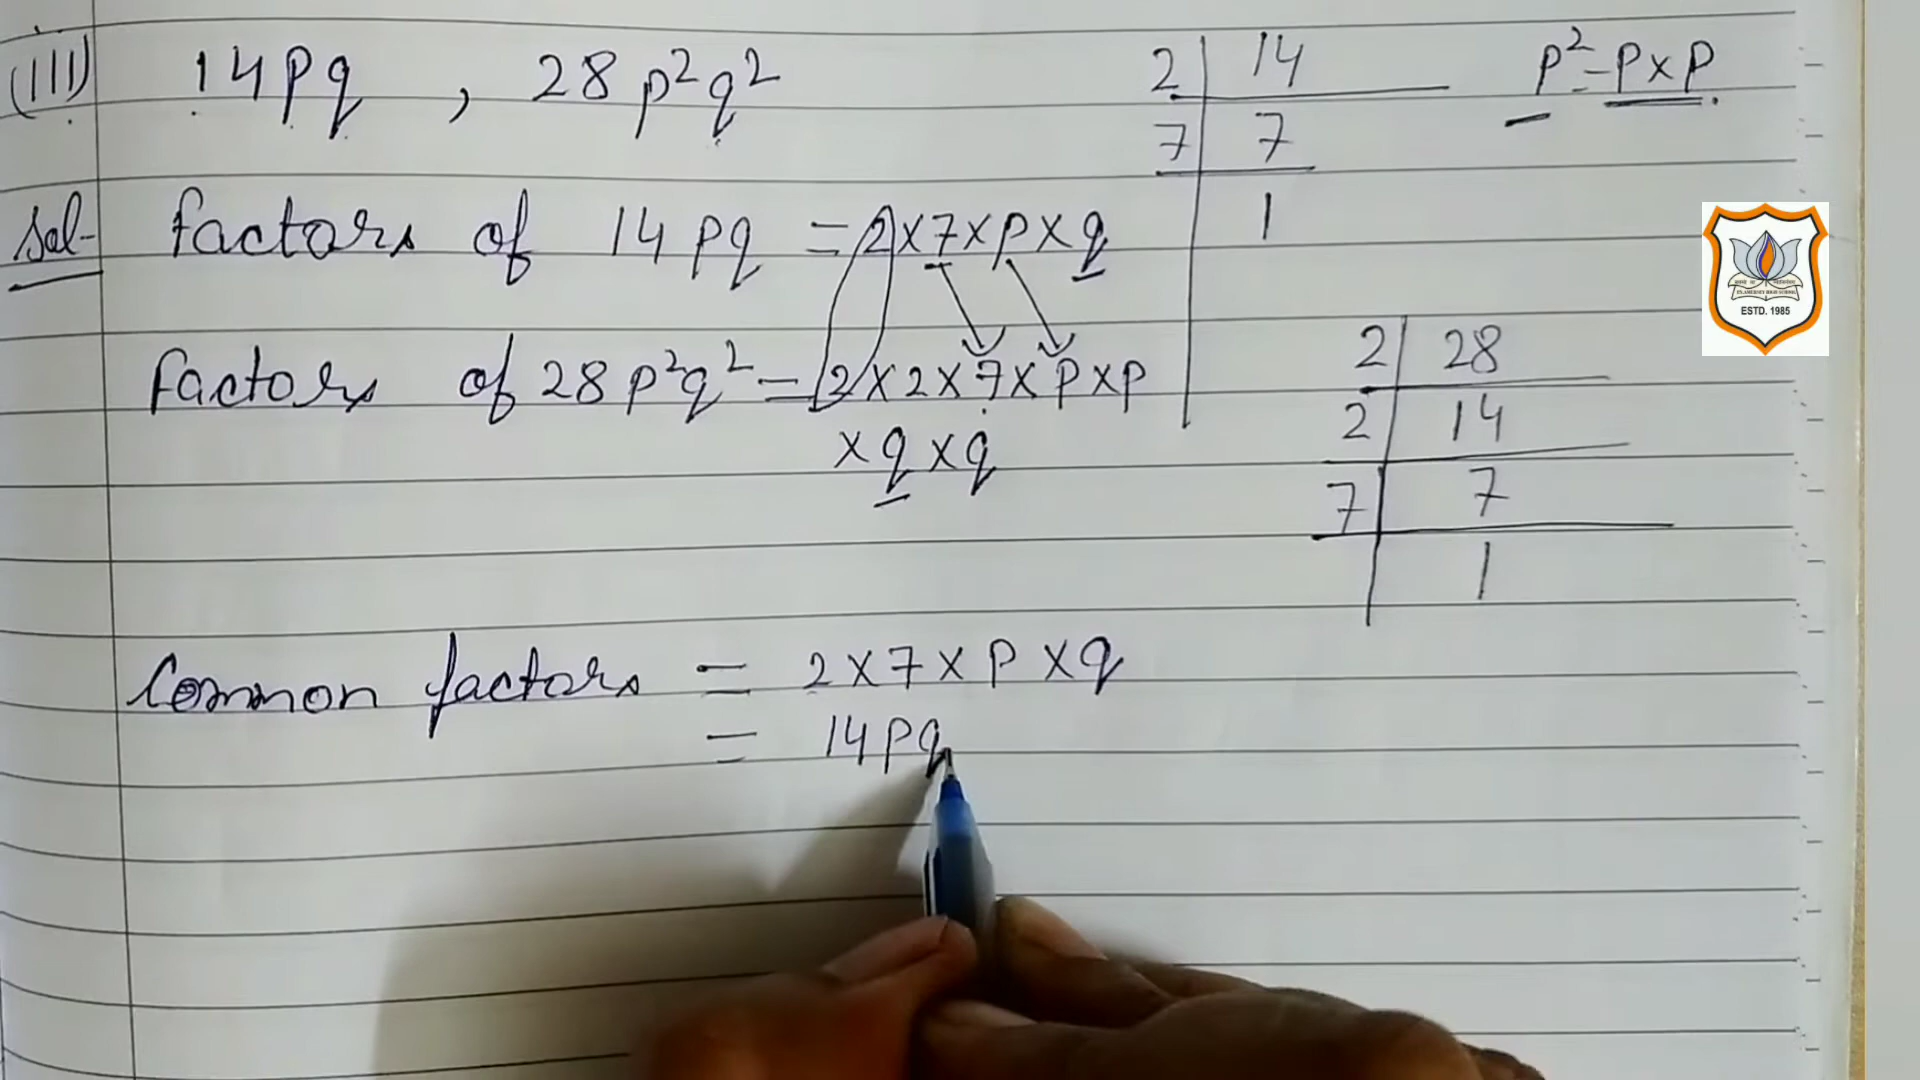 (III) 14pq , 28p²q²
2 | 14
7 | 7
1
p² = p×p
Sol- factors of 14pq = 2×7×p×q
factors of 28p²q² = 2×2×7×p×p
×q×q
2 | 28
2 | 14
7 | 7
1
Common factors = 2×7×p×q
= 14pq
ESTD. 1985